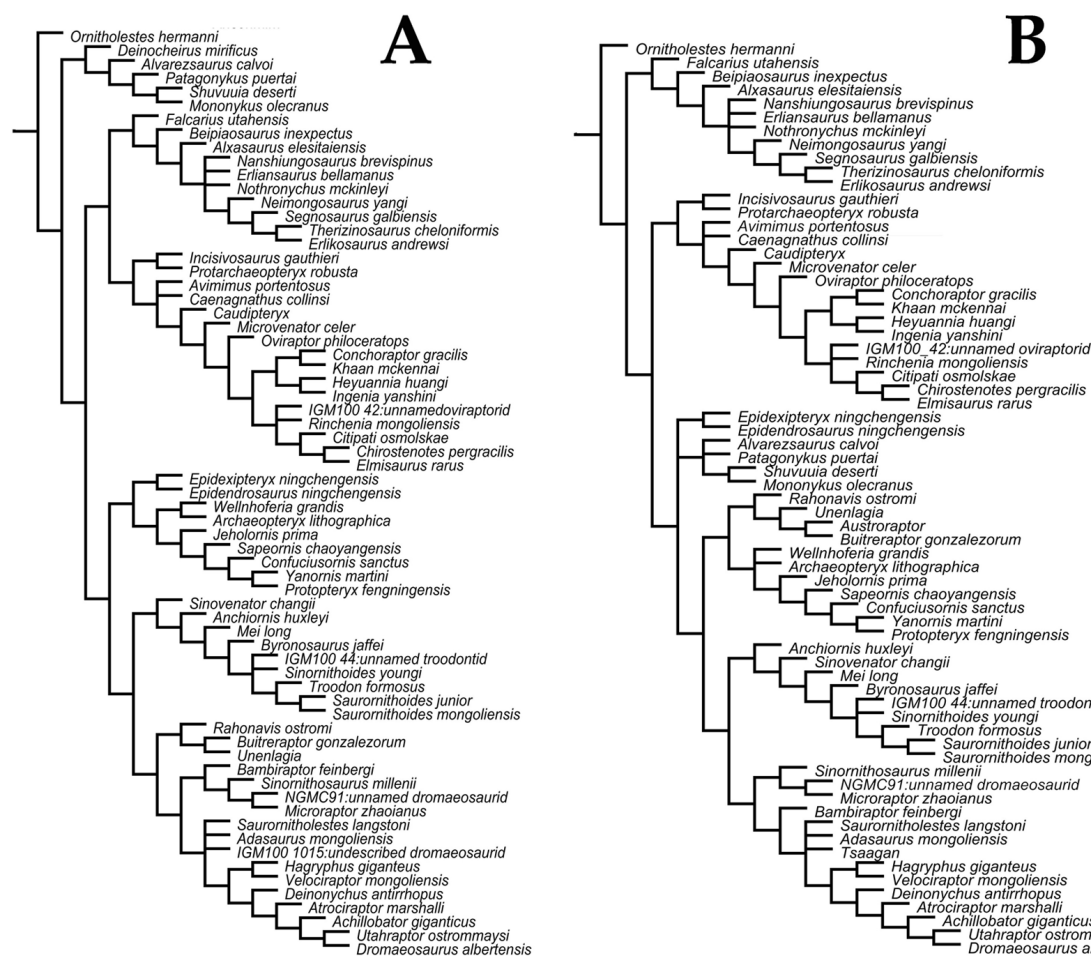 A
Ornitholestes hermanni
Deinocheirus mirificus
Alvarezsaurus calvoi
Patagonykus puertai
Shuvuuia deserti
Mononykus olecranus
Falcarius utahensis
Beipiaosaurus inexpectus
Alxasaurus elesitaiensis
Nanshiungosaurus brevispinus
Erliansaurus bellamanus
Nothronychus mckinleyi
Neimongosaurus yangi
Segnosaurus galbiensis
Therizinosaurus cheloniformis
Erlikosaurus andrewsi
Incisivosaurus gauthieri
Protarchaeopteryx robusta
Avimimus portentosus
Caenagnathus collinsi
Caudipteryx
Microvenator celer
Oviraptor philoceratops
Conchoraptor gracilis
Khaan mckennai
Heyuannia huangi
Ingenia yanshini
IGM100 42:unnamedoviraptorid
Rinchenia mongoliensis
Citipati osmolskae
Chirostenotes pergracilis
Elmisaurus rarus
Epidexipteryx ningchengensis
Epidendrosaurus ningchengensis
Wellnhoferia grandis
Archaeopteryx lithographica
Jeholornis prima
Sapeornis chaoyangensis
Confuciusornis sanctus
Yanornis martini
Protopteryx fengningensis
Sinovenator changii
Anchiornis huxleyi
Mei long
Byronosaurus jaffei
IGM100 44:unnamed troodontid
Sinornithoides youngi
Troodon formosus
Saurornithoides junior
Saurornithoides mongoliensis
Rahonavis ostromi
Buitreraptor gonzalezorum
Unenlagia
Bambiraptor feinbergi
Sinornithosaurus millenii
NGMC91:unnamed dromaeosaurid
Microraptor zhaoianus
Saurornitholestes langstoni
Adasaurus mongoliensis
IGM100 1015:undescribed dromaeosaurid
Hagryphus giganteus
Velociraptor mongoliensis
Deinonychus antirrhopus
Atrociraptor marshalli
Achillobator giganticus
Utahraptor ostrommaysi
Dromaeosaurus albertensis
B
Ornitholestes hermanni
Falcarius utahensis
Beipiaosaurus inexpectus
Alxasaurus elesitaiensis
Nanshiungosaurus brevispinus
Erliansaurus bellamanus
Nothronychus mckinleyi
Neimongosaurus yangi
Segnosaurus galbiensis
Therizinosaurus cheloniformis
Erlikosaurus andrewsi
Incisivosaurus gauthieri
Protarchaeopteryx robusta
Avimimus portentosus
Caenagnathus collinsi
Caudipteryx
Microvenator celer
Oviraptor philoceratops
Conchoraptor gracilis
Khaan mckennai
Heyuannia huangi
Ingenia yanshini
IGM100_42:unnamed oviraptorid
Rinchenia mongoliensis
Citipati osmolskae
Chirostenotes pergracilis
Elmisaurus rarus
Epidexipteryx ningchengensis
Epidendrosaurus ningchengensis
Alvarezsaurus calvoi
Patagonykus puertai
Shuvuuia deserti
Mononykus olecranus
Rahonavis ostromi
Unenlagia
Austroraptor
Buitreraptor gonzalezorum
Wellnhoferia grandis
Archaeopteryx lithographica
Jeholornis prima
Sapeornis chaoyangensis
Confuciusornis sanctus
Yanornis martini
Protopteryx fengningensis
Anchiornis huxleyi
Sinovenator changii
Mei long
Byronosaurus jaffei
IGM100 44:unnamed troodon
Sinornithoides youngi
Troodon formosus
Saurornithoides junior
Saurornithoides mong
Sinornithosaurus millenii
NGMC91:unnamed dromaeosaurid
Microraptor zhaoianus
Bambiraptor feinbergi
Saurornitholestes langstoni
Adasaurus mongoliensis
Tsaagan
Hagryphus giganteus
Velociraptor mongoliensis
Deinonychus antirrhopus
Atrociraptor marshalli
Achillobator giganticus
Utahraptor ostrom
Dromaeosaurus a